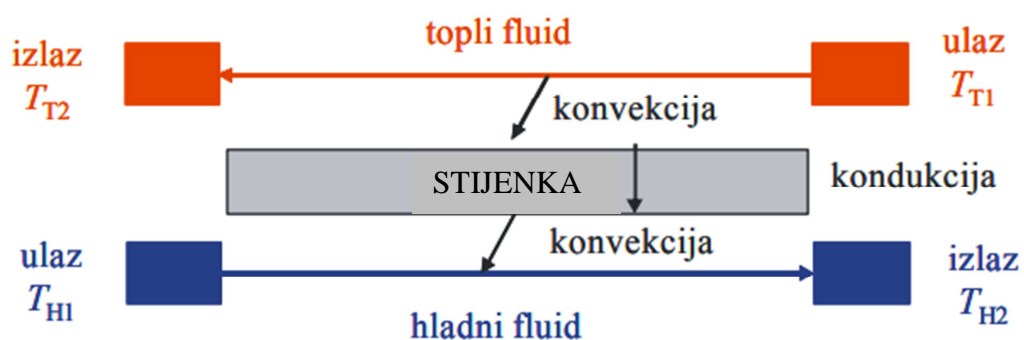 topli fluid
izlaz
T_T2
ulaz
T_T1
konvekcija
STIJENKA
kondukcija
konvekcija
ulaz
T_H1
izlaz
T_H2
hladni fluid